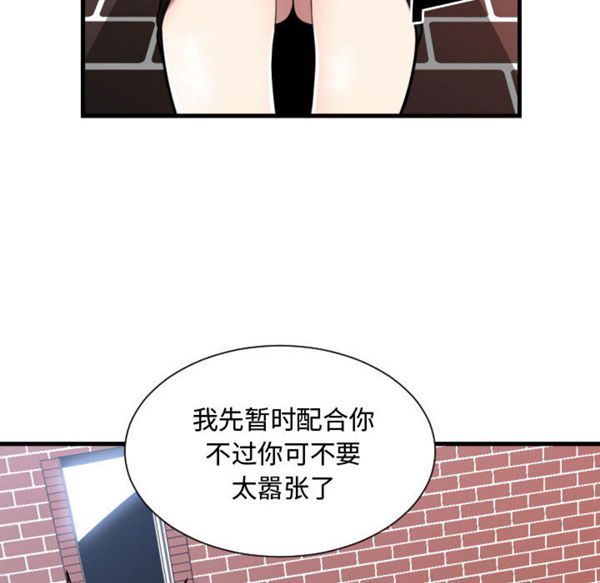 我先暂时配合你
不过你可不要
太嚣张了